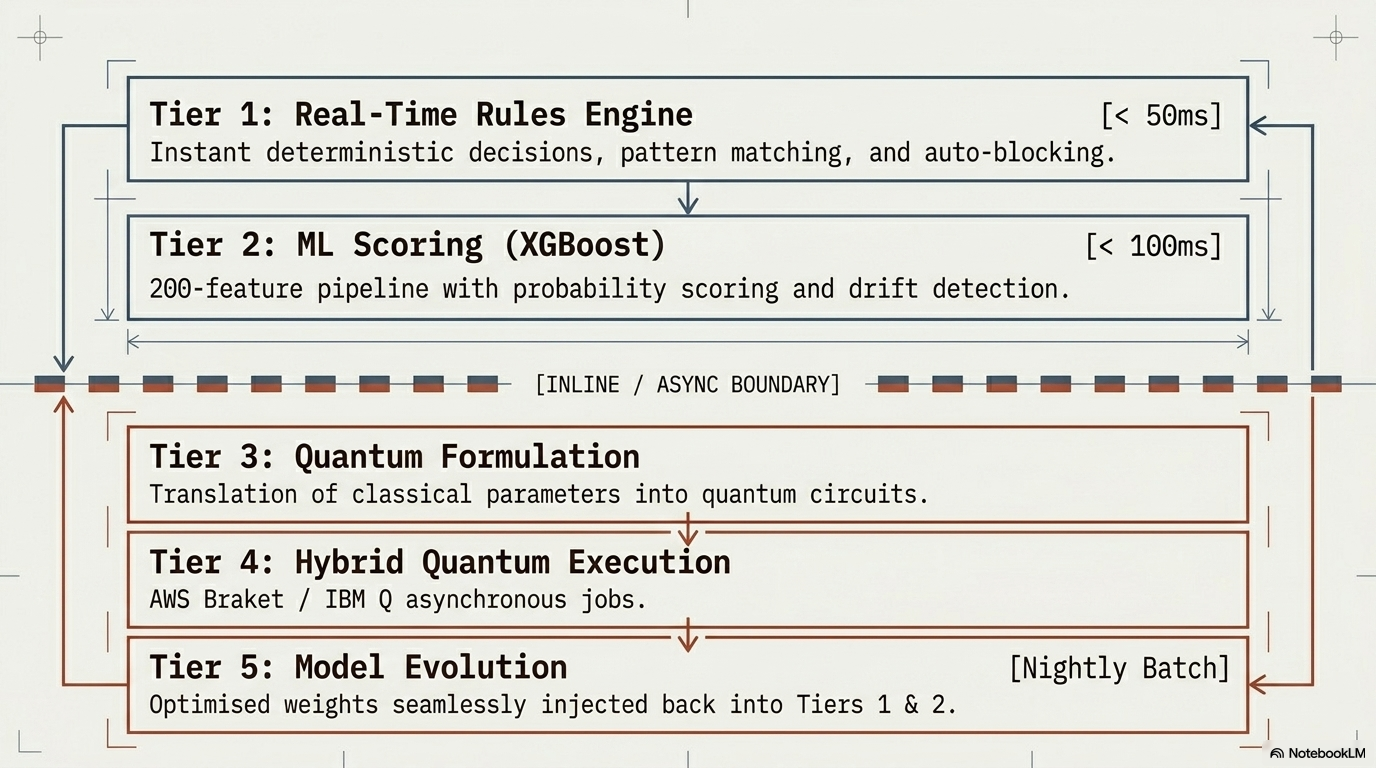 Tier 1: Real-Time Rules Engine [< 50ms]
Instant deterministic decisions, pattern matching, and auto-blocking.
Tier 2: ML Scoring (XGBoost) [< 100ms]
200-feature pipeline with probability scoring and drift detection.
[INLINE / ASYNC BOUNDARY]
Tier 3: Quantum Formulation
Translation of classical parameters into quantum circuits.
Tier 4: Hybrid Quantum Execution
AWS Braket / IBM Q asynchronous jobs.
Tier 5: Model Evolution [Nightly Batch]
Optimised weights seamlessly injected back into Tiers 1 & 2.
NotebookLM